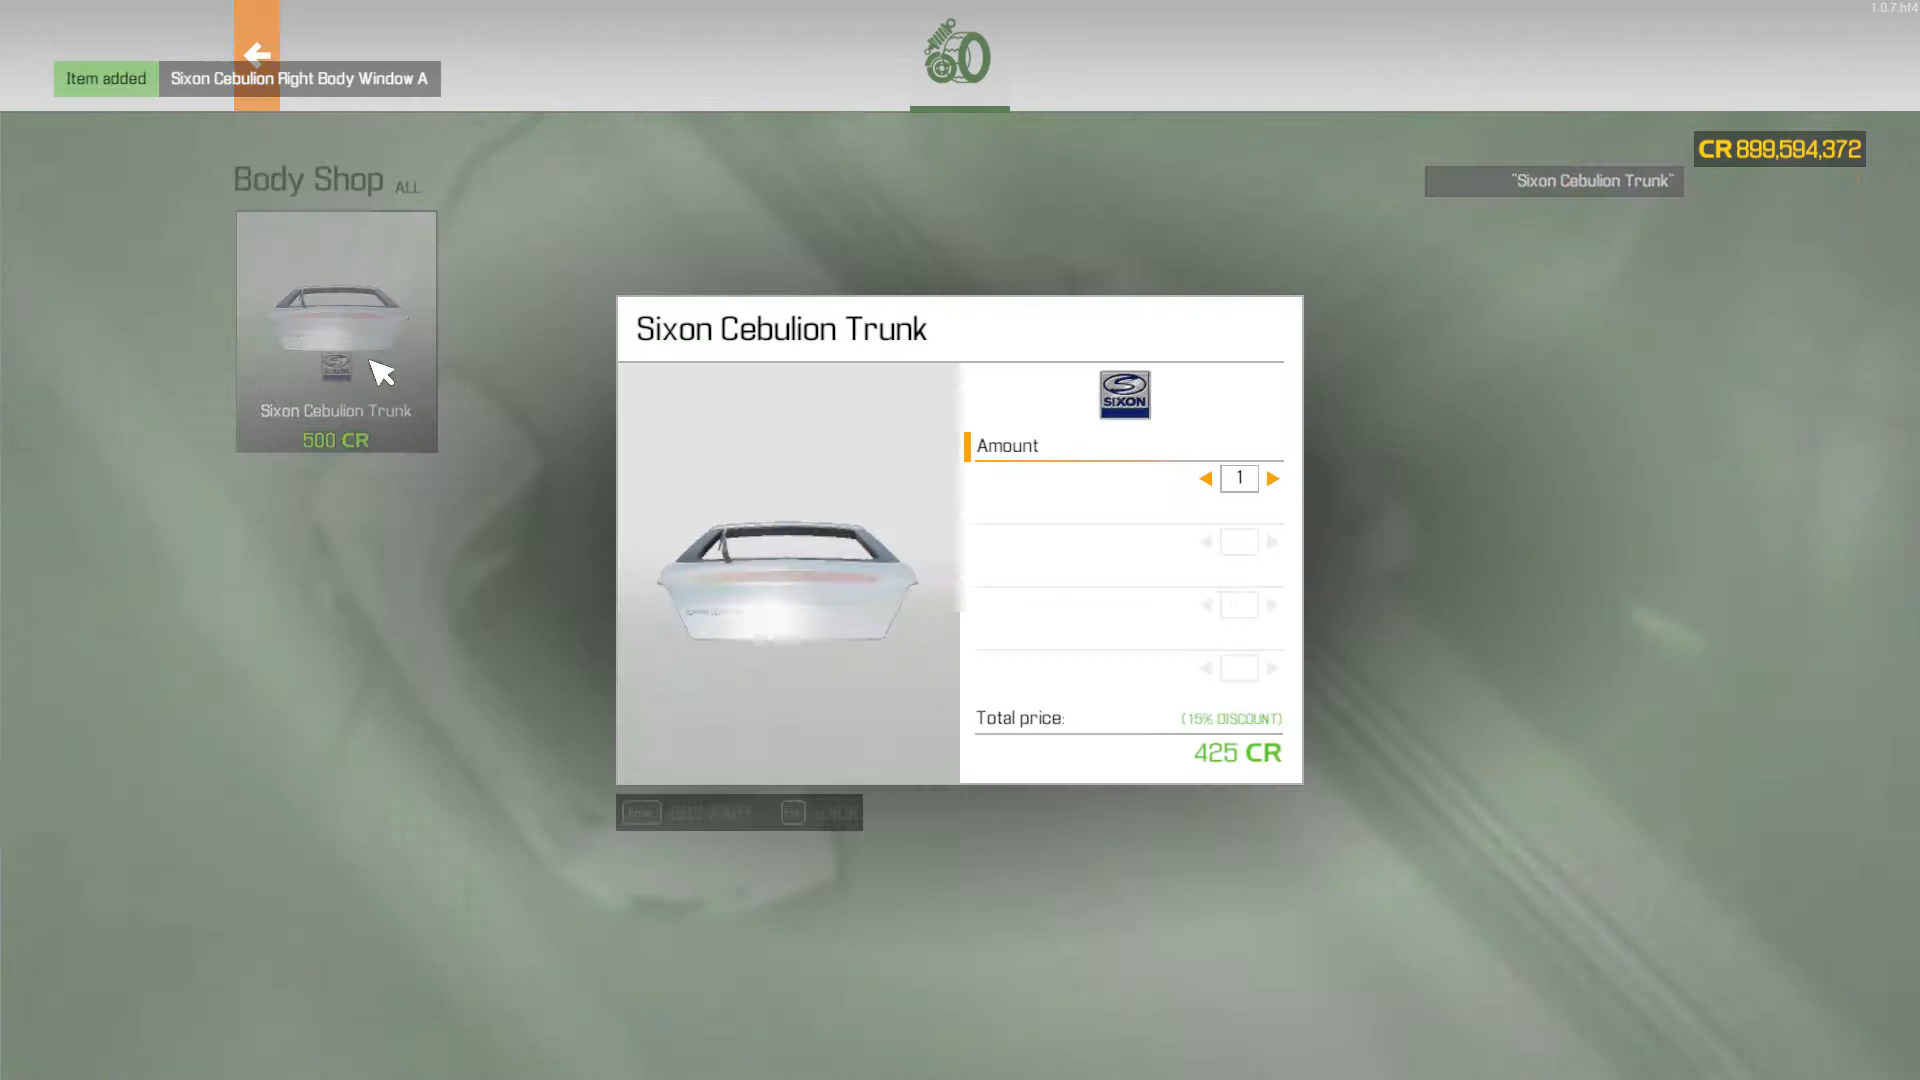 1.0.7.hf4
Item added Sixon Cebulion Right Body Window A
CR 899,594,372
Body Shop ALL
"Sixon Cebulion Trunk"
Sixon Cebulion Trunk
SIXON
Amount
1
Sixon Cebulion Trunk
500 CR
Total price: (15% DISCOUNT)
425 CR